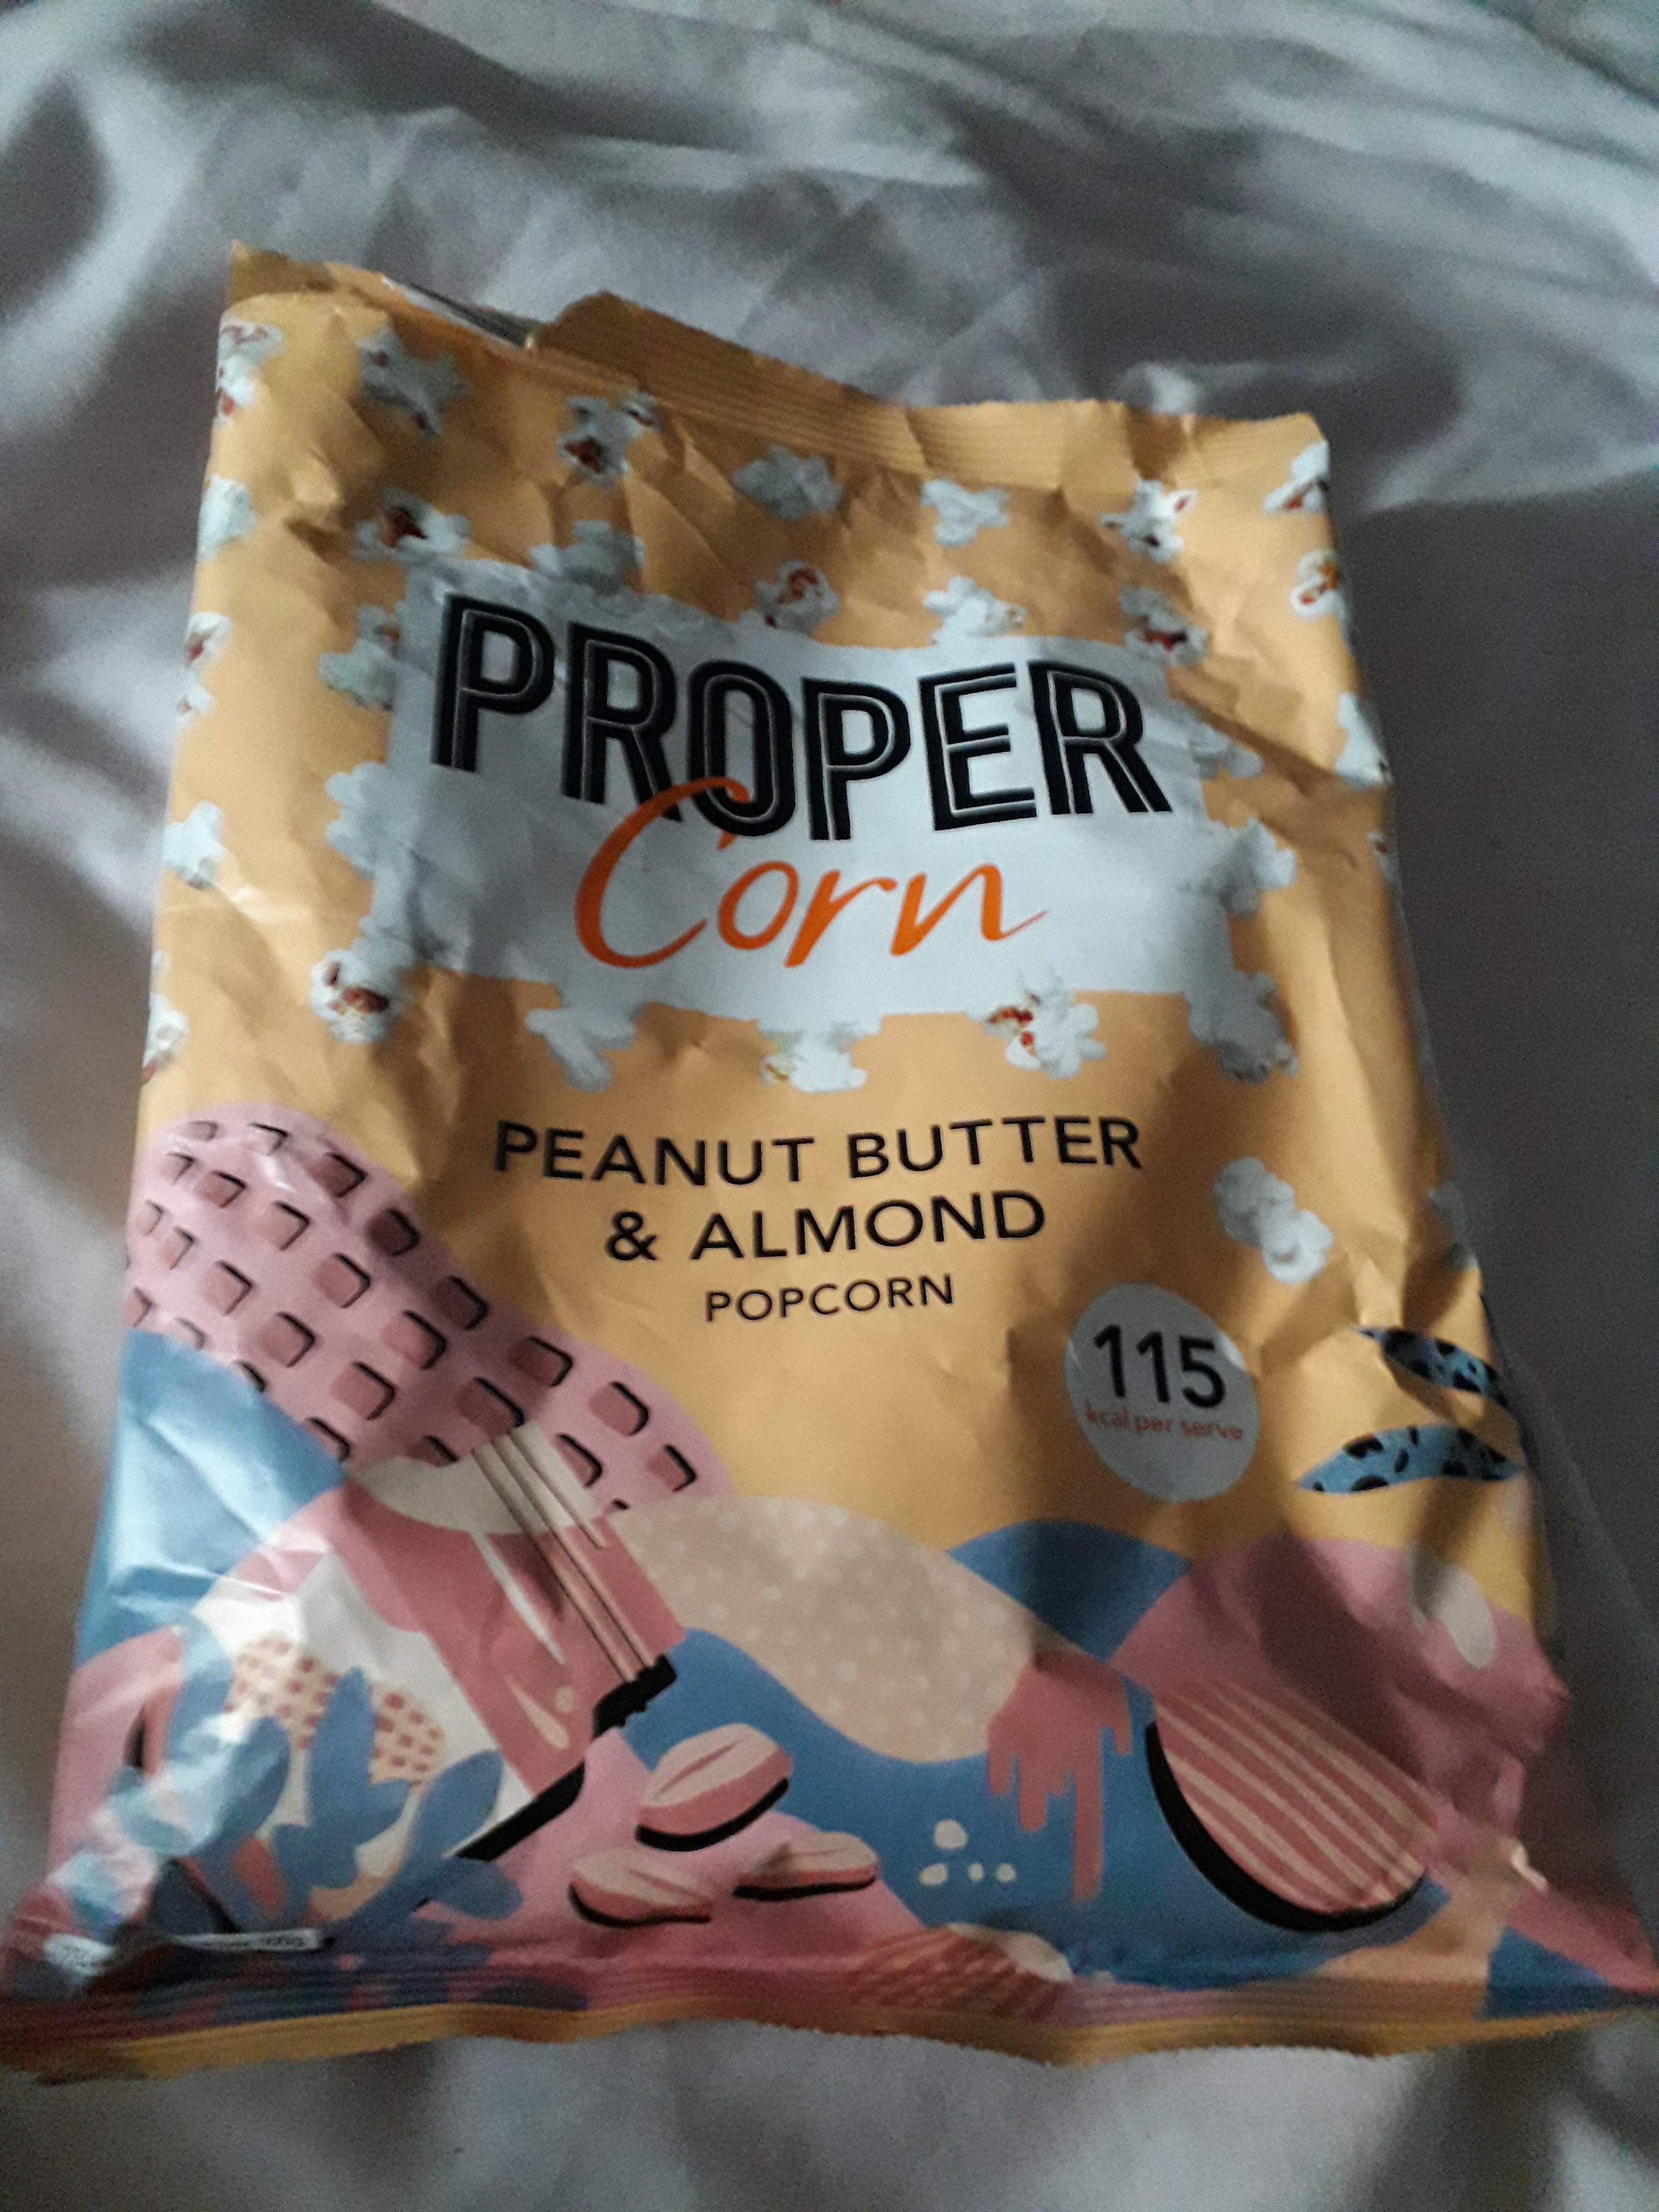 PROPER
Corn
PEANUT BUTTER
& ALMOND
POPCORN
115
kcal per serve